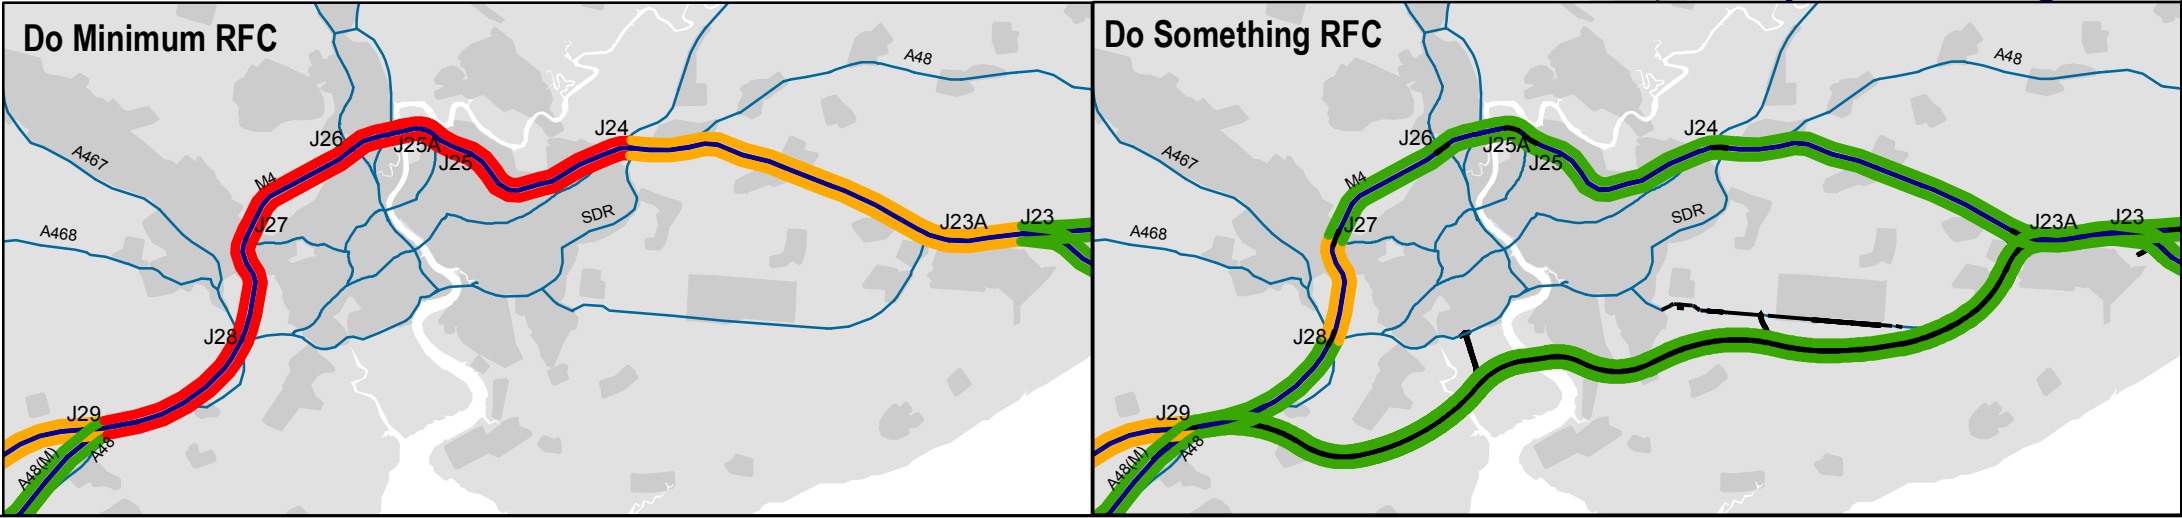 Do Minimum RFC
A48
J26
J25A
J25
J24
A467
M4
J27
SDR
J23A
J23
A468
J28
J29
A48
A48(M)
Do Something RFC
A48
J26
J25A
J25
J24
A467
M4
J27
SDR
J23A
J23
A468
J28
J29
A48
A48(M)